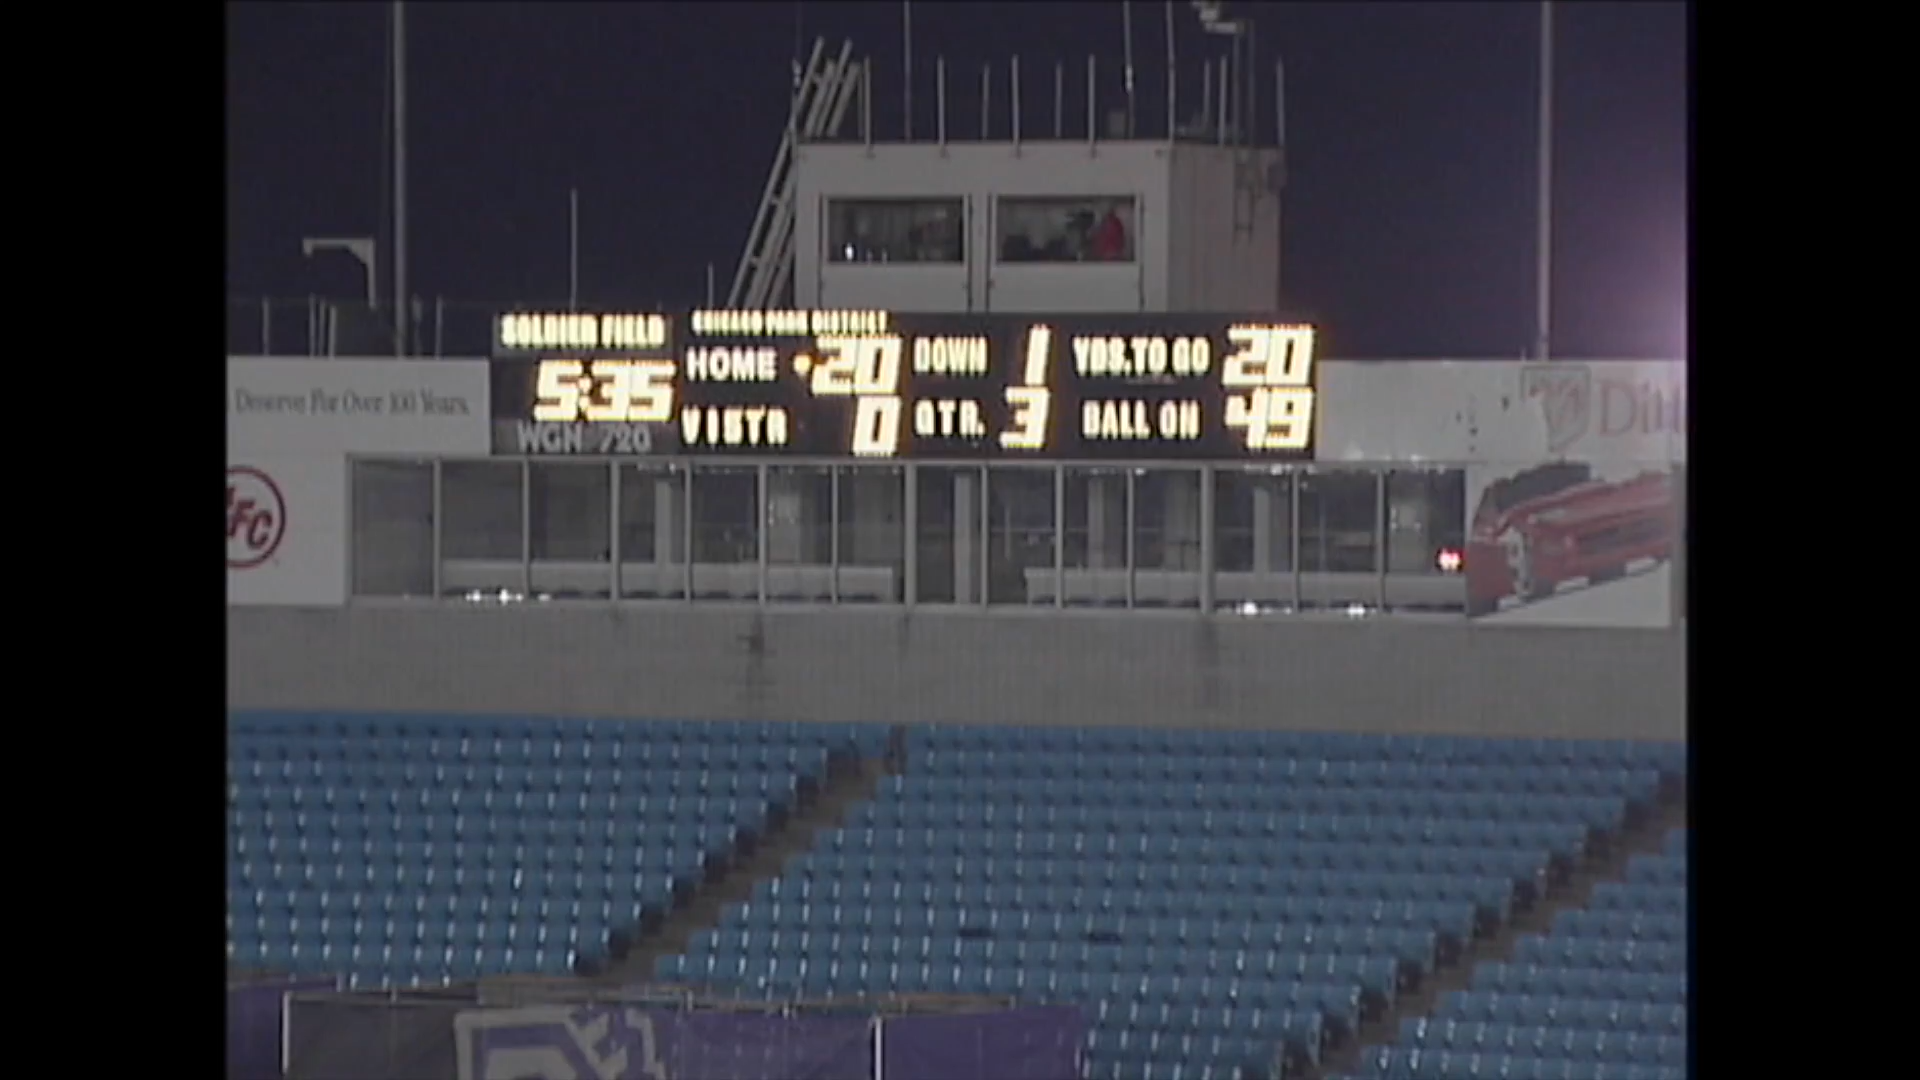 SOLDIER FIELD
CHICAGO PARK DISTRICT
5:35
HOME 20
DOWN 1
YDS. TO GO 20
VISTR 0
QTR. 3
BALL ON 49
WGN 720
Deserve For Over 100 Years.
FC